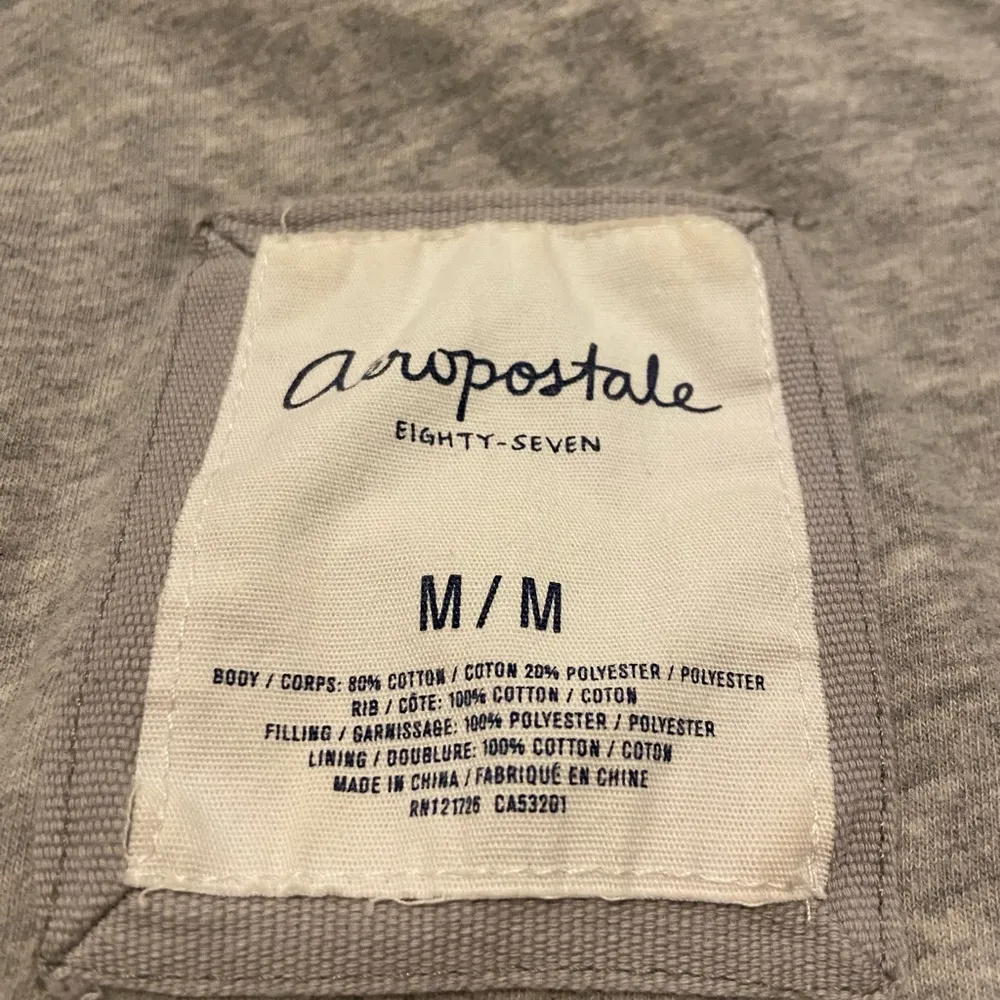 aeropostale
EIGHTY-SEVEN
M / M
BODY / CORPS: 80% COTTON / COTON 20% POLYESTER / POLYESTER
RIB / CÔTE: 100% COTTON / COTON
FILLING / GARNISSAGE: 100% POLYESTER / POLYESTER
LINING / DOUBLURE: 100% COTTON / COTON
MADE IN CHINA / FABRIQUÉ EN CHINE
RN121726 CA53201